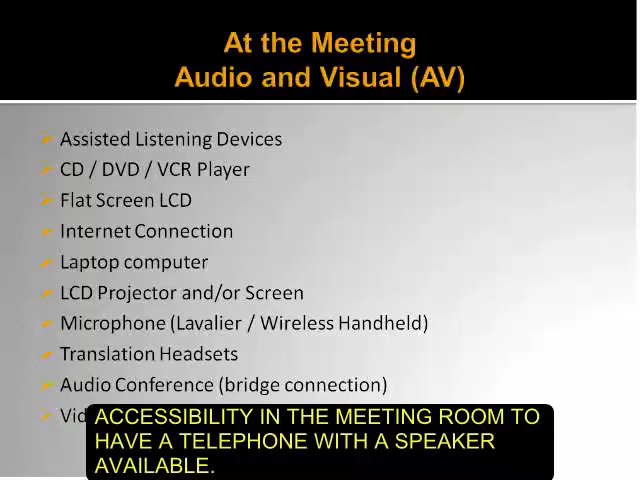 At the Meeting
Audio and Visual (AV)
Assisted Listening Devices
CD / DVD / VCR Player
Flat Screen LCD
Internet Connection
Laptop computer
LCD Projector and/or Screen
Microphone (Lavalier / Wireless Handheld)
Translation Headsets
Audio Conference (bridge connection)
ACCESSIBILITY IN THE MEETING ROOM TO
HAVE A TELEPHONE WITH A SPEAKER
AVAILABLE.